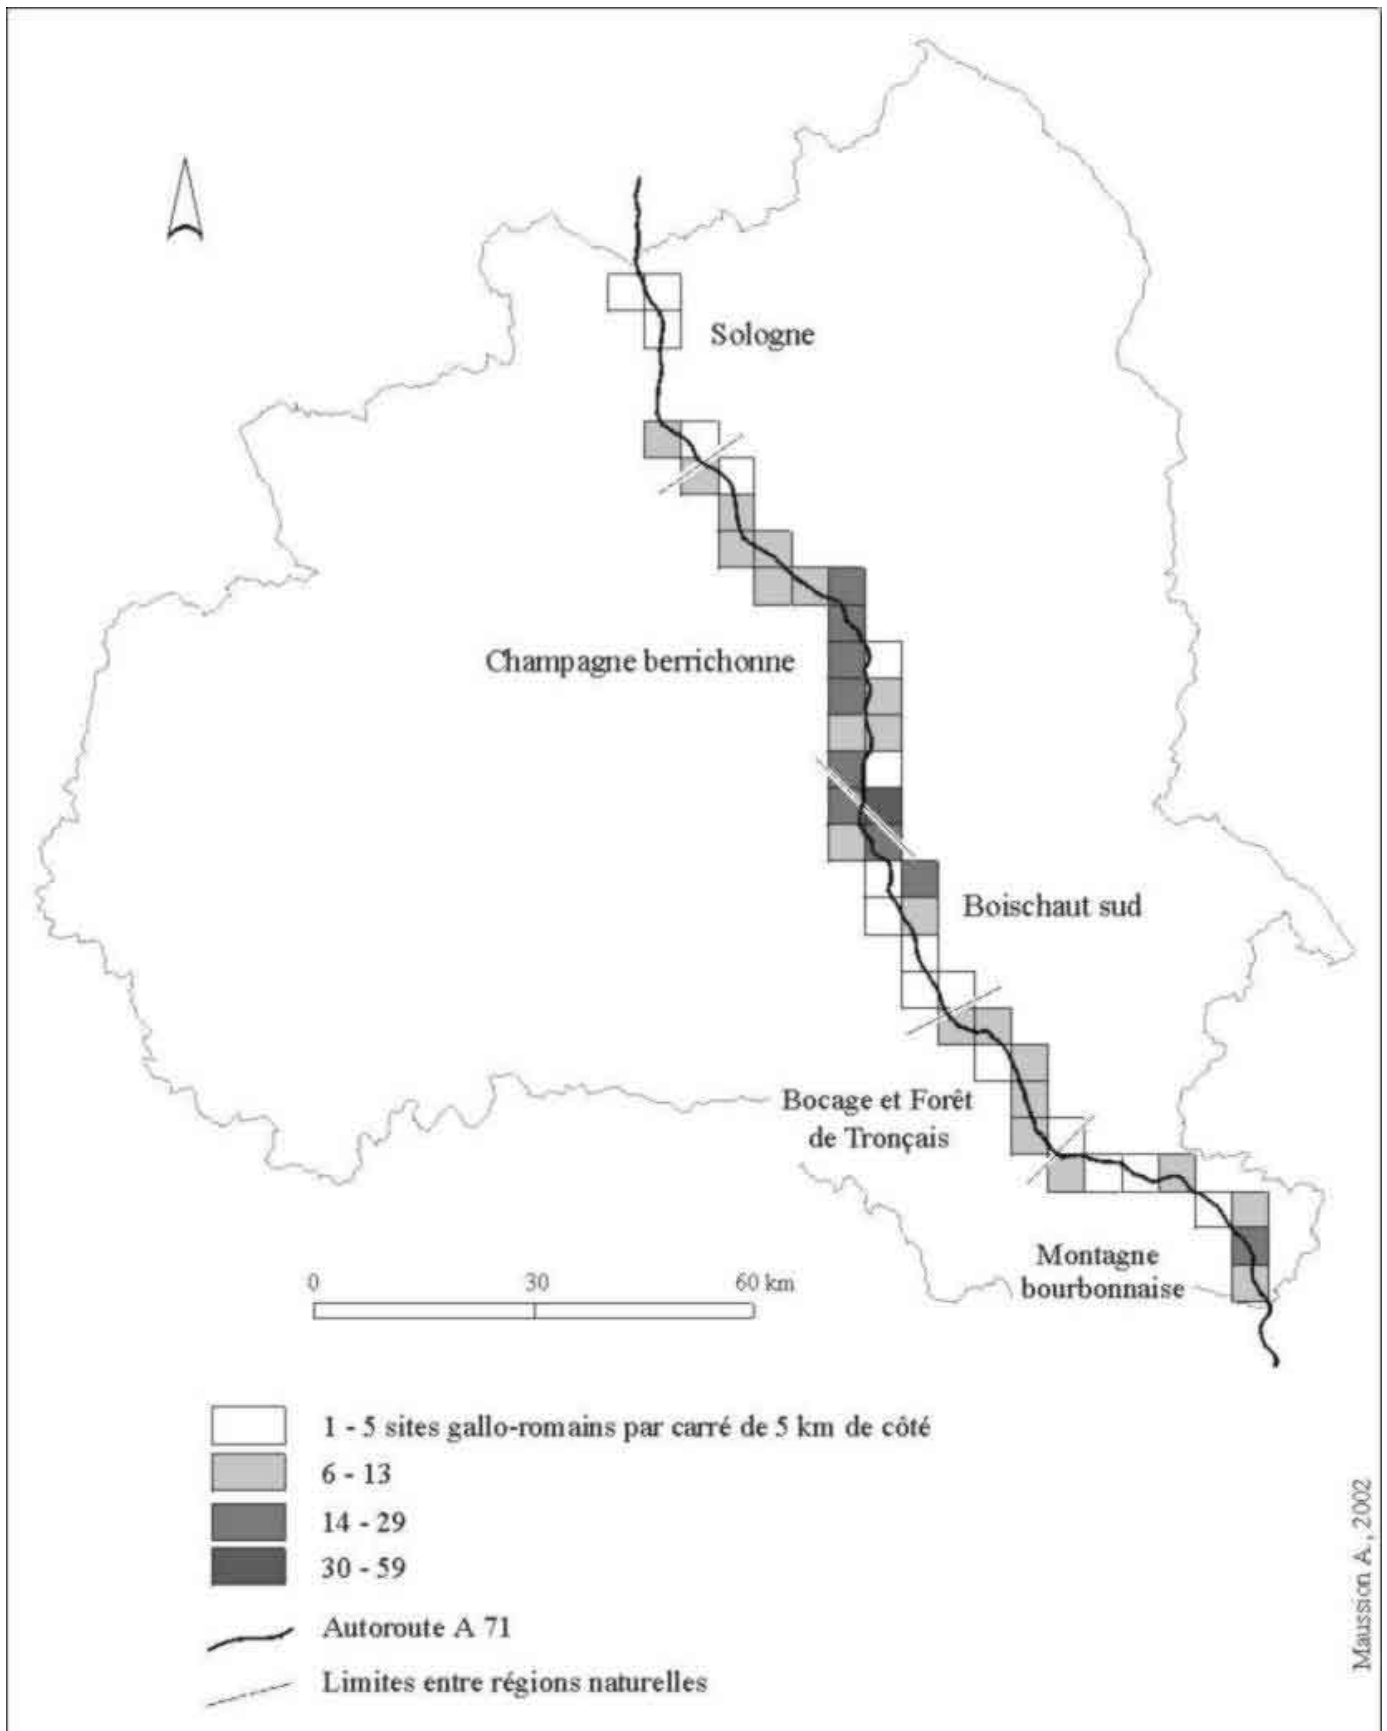 Sologne
Champagne berrichonne
Boischaut sud
Bocage et Forêt
de Tronçais
Montagne
bourbonnaise
0 30 60 km
1 - 5 sites gallo-romains par carré de 5 km de côté
6 - 13
14 - 29
30 - 59
Autoroute A 71
Limites entre régions naturelles
Maussion A., 2002